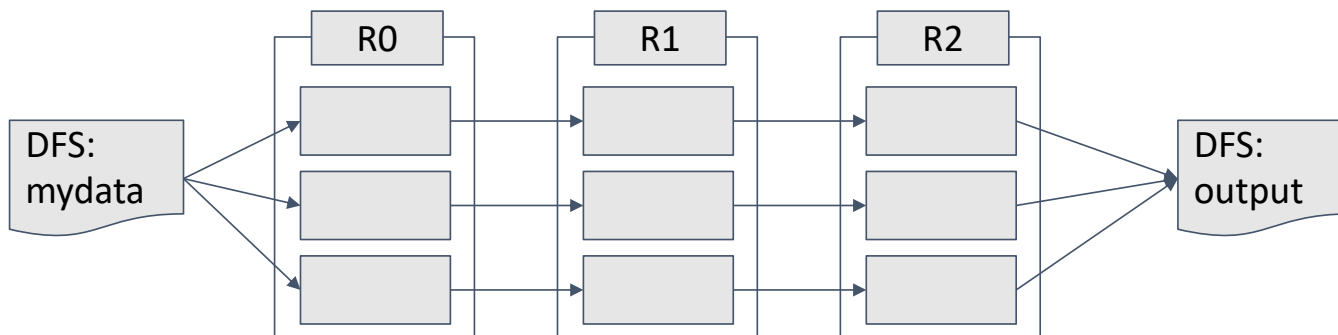 R0
R1
R2
DFS:
mydata
DFS:
output